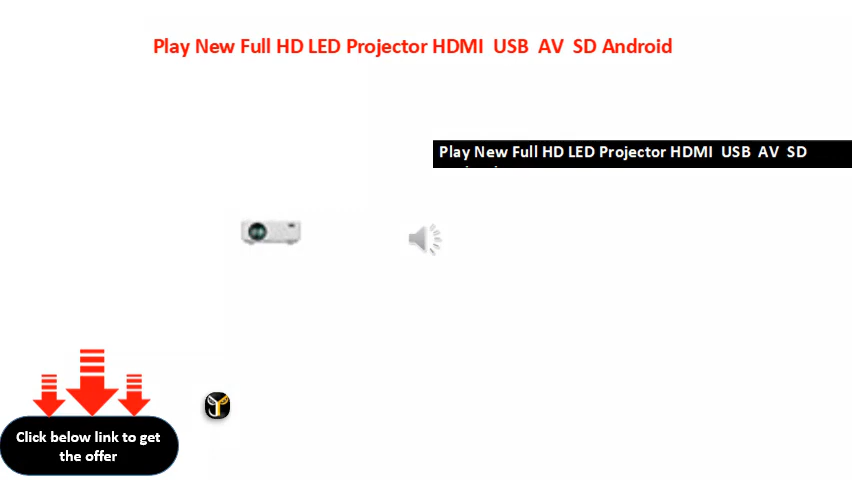 Play New Full HD LED Projector HDMI  USB  AV  SD Android
Play New Full HD LED Projector HDMI  USB  AV  SD
Click below link to get
the offer